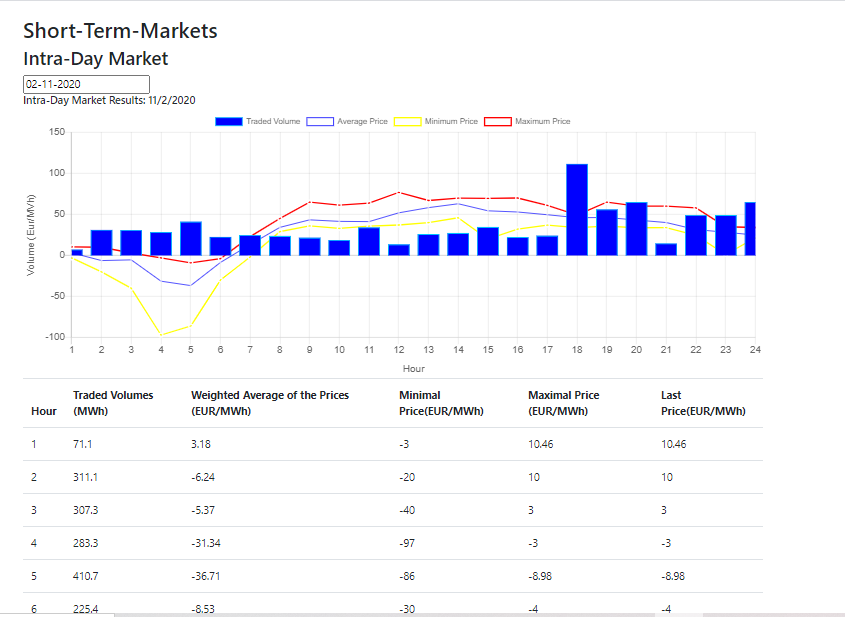 Short-Term-Markets
Intra-Day Market
02-11-2020
Intra-Day Market Results: 11/2/2020
Traded Volume Average Price Minimum Price Maximum Price
150
100
50
0
-50
-100
Volume (Eur/MVh)
1 2 3 4 5 6 7 8 9 10 11 12 13 14 15 16 17 18 19 20 21 22 23 24
Hour
Traded Volumes Weighted Average of the Prices Minimal Maximal Price Last
Hour (MWh) (EUR/MWh) Price(EUR/MWh) (EUR/MWh) Price(EUR/MWh)
1 71.1 3.18 -3 10.46 10.46
2 311.1 -6.24 -20 10 10
3 307.3 -5.37 -40 3 3
4 283.3 -31.34 -97 -3 -3
5 410.7 -36.71 -86 -8.98 -8.98
6 225.4 -8.53 -30 -4 -4